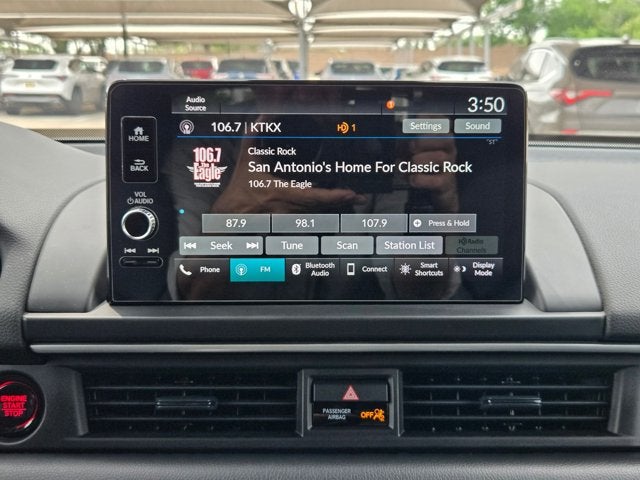 Audio
Source
1
3:50
HOME
BACK
VOL
AUDIO
106.7 | KTKX
HD 1
Settings
Sound
106.7
The
Eagle
Classic Rock
San Antonio's Home For Classic Rock
106.7 The Eagle
87.9
98.1
107.9
Press & Hold
Seek
Tune
Scan
Station List
HD Radio
Channels
Phone
FM
Bluetooth
Audio
Connect
Smart
Shortcuts
Display
Mode
ENGINE
START
STOP
PASSENGER
AIRBAG
OFF